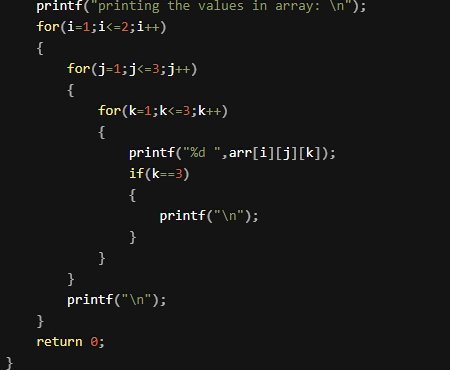 printf("printing the values in array: \n");
for(i=1;i<=2;i++)
{
for(j=1;j<=3;j++)
{
for(k=1;k<=3;k++)
{
printf("%d ",arr[i][j][k]);
if(k==3)
{
printf("\n");
}
}
}
printf("\n");
}
return 0;
}